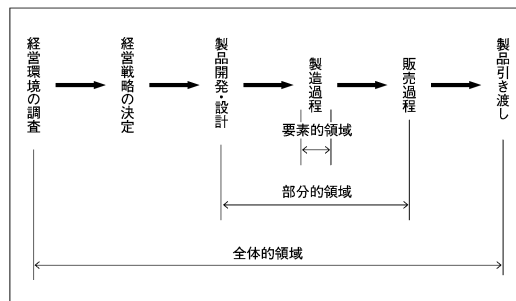 経営環境の調査
経営戦略の決定
製品開発・設計
製造過程
販売過程
製品引き渡し
要素的領域
部分的領域
全体的領域